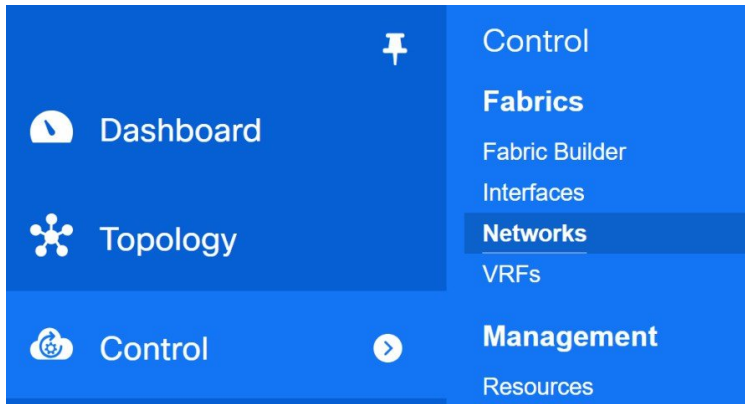 Dashboard
Topology
Control
Control
Fabrics
Fabric Builder
Interfaces
Networks
VRFs
Management
Resources